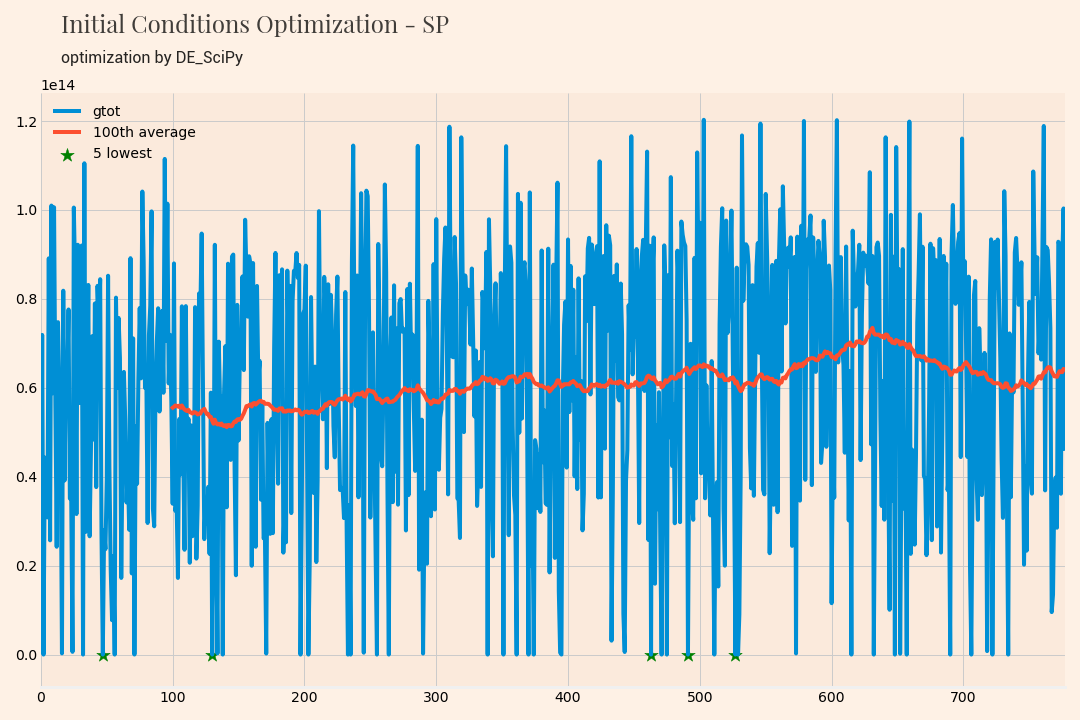 Initial Conditions Optimization - SP
optimization by DE_SciPy
1e14
gtot
100th average
5 lowest
1.2
1.0
0.8
0.6
0.4
0.2
0.0
0 100 200 300 400 500 600 700